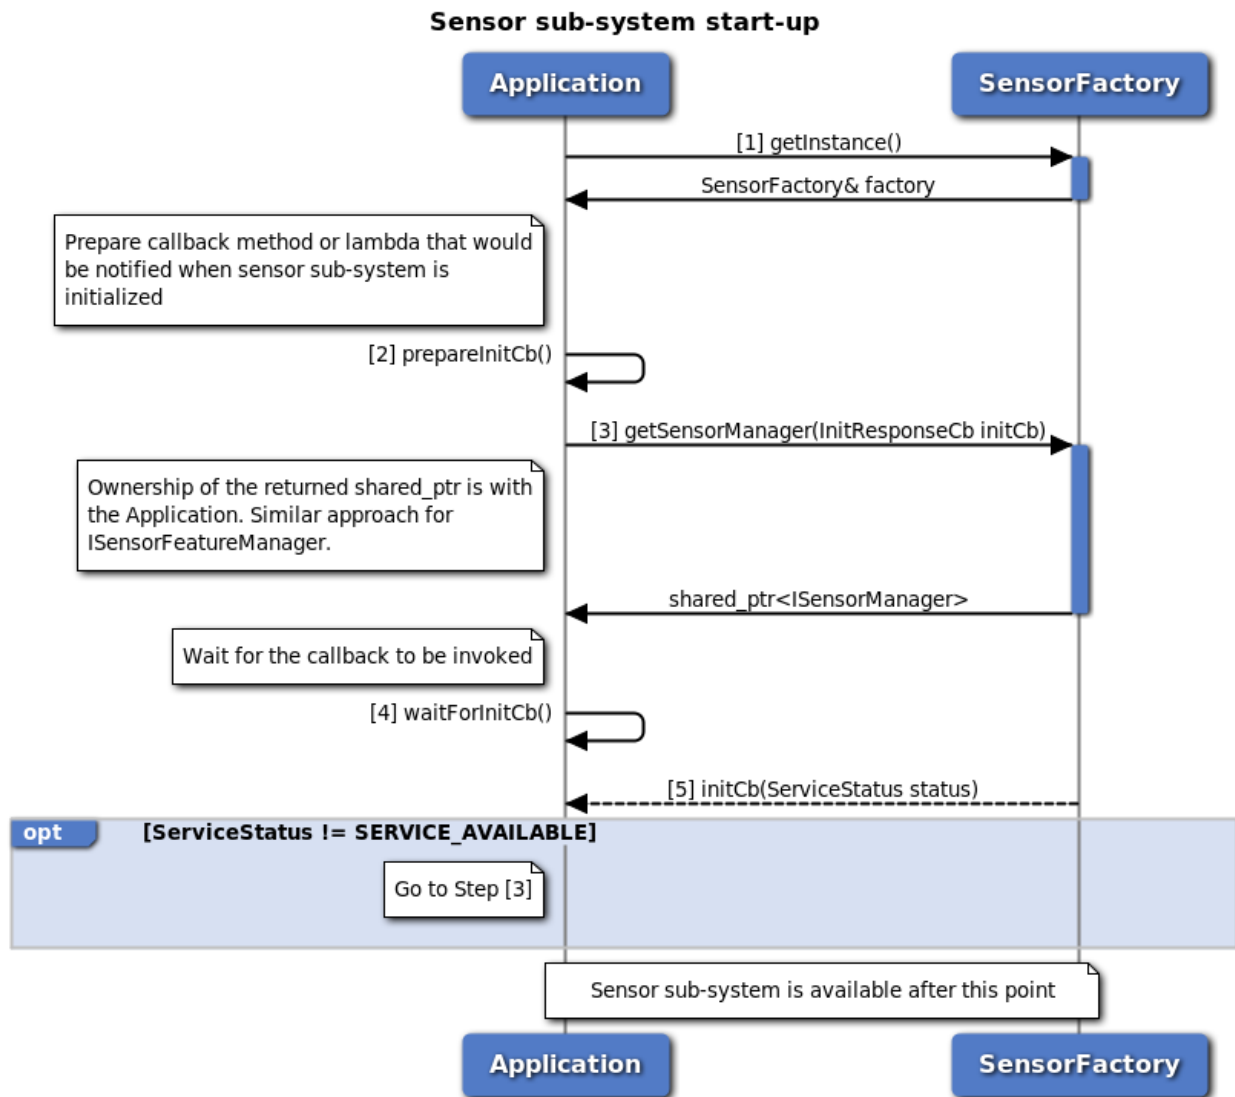 Sensor sub-system start-up
Application
SensorFactory
[1] getInstance()
SensorFactory& factory
Prepare callback method or lambda that would
be notified when sensor sub-system is
initialized
[2] prepareInitCb()
[3] getSensorManager(InitResponseCb initCb)
Ownership of the returned shared_ptr is with
the Application. Similar approach for
ISensorFeatureManager.
shared_ptr<ISensorManager>
Wait for the callback to be invoked
[4] waitForInitCb()
[5] initCb(ServiceStatus status)
opt
[ServiceStatus != SERVICE_AVAILABLE]
Go to Step [3]
Sensor sub-system is available after this point
Application
SensorFactory